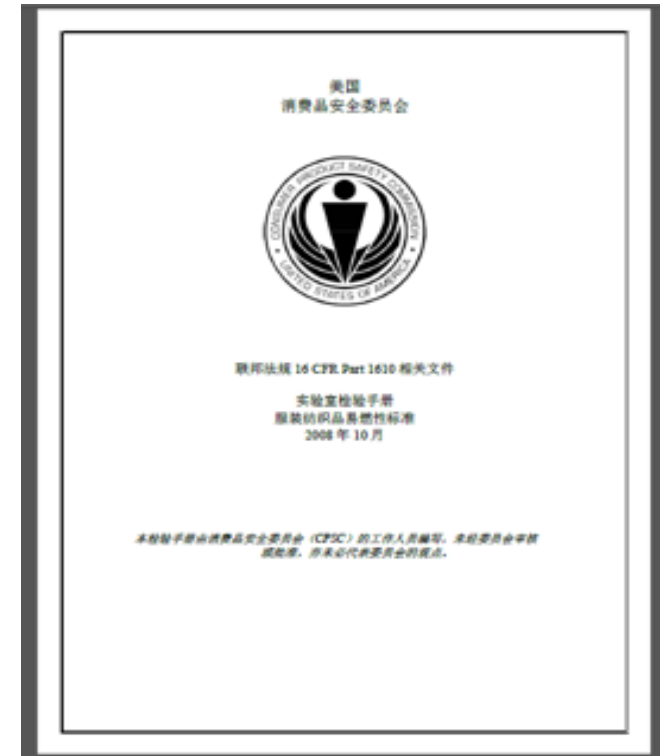 美国
消费品安全委员会
CONSUMER PRODUCT SAFETY COMMISSION
UNITED STATES OF AMERICA
联邦法规 16 CFR Part 1610 相关文件
实验室检验手册
服装纺织品易燃性标准
2008 年 10 月
本检验手册由消费品安全委员会（CPSC）的工作人员编写，未经委员会审核
或批准，亦未必代表委员会的观点。